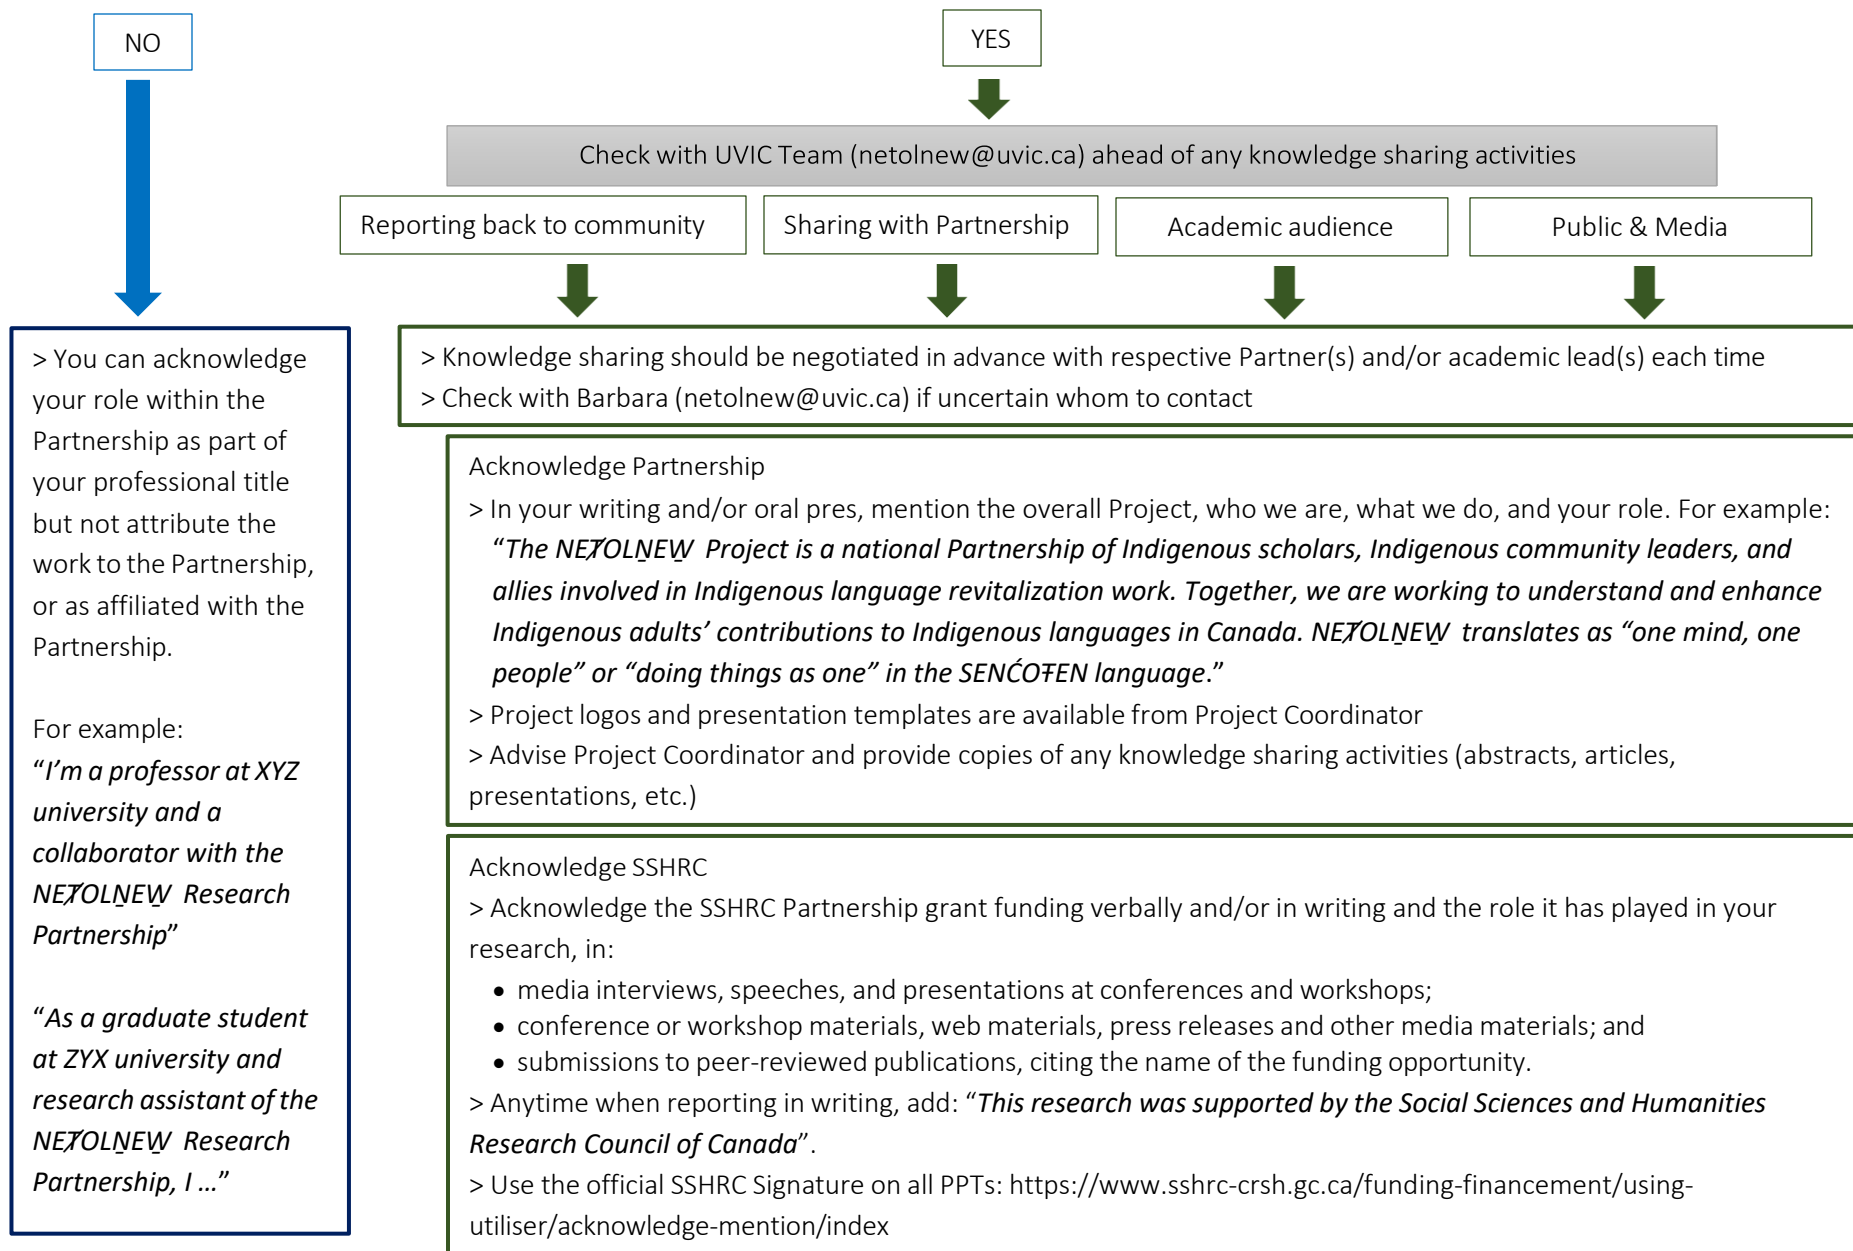 NO
YES
Check with UVIC Team (netolnew@uvic.ca) ahead of any knowledge sharing activities
Reporting back to community
Sharing with Partnership
Academic audience
Public & Media
> You can acknowledge
your role within the
Partnership as part of
your professional title
but not attribute the
work to the Partnership,
or as affiliated with the
Partnership.
For example:
“I’m a professor at XYZ
university and a
collaborator with the
NEȾOLṈEW̱ Research
Partnership”
“As a graduate student
at ZYX university and
research assistant of the
NEȾOLṈEW̱ Research
Partnership, I …”
> Knowledge sharing should be negotiated in advance with respective Partner(s) and/or academic lead(s) each time
> Check with Barbara (netolnew@uvic.ca) if uncertain whom to contact
Acknowledge Partnership
> In your writing and/or oral pres, mention the overall Project, who we are, what we do, and your role. For example:
“The NEȾOLṈEW̱ Project is a national Partnership of Indigenous scholars, Indigenous community leaders, and
allies involved in Indigenous language revitalization work. Together, we are working to understand and enhance
Indigenous adults’ contributions to Indigenous languages in Canada. NEȾOLṈEW̱ translates as “one mind, one
people” or “doing things as one” in the SENĆOŦEN language.”
> Project logos and presentation templates are available from Project Coordinator
> Advise Project Coordinator and provide copies of any knowledge sharing activities (abstracts, articles,
presentations, etc.)
Acknowledge SSHRC
> Acknowledge the SSHRC Partnership grant funding verbally and/or in writing and the role it has played in your
research, in:
• media interviews, speeches, and presentations at conferences and workshops;
• conference or workshop materials, web materials, press releases and other media materials; and
• submissions to peer-reviewed publications, citing the name of the funding opportunity.
> Anytime when reporting in writing, add: “This research was supported by the Social Sciences and Humanities
Research Council of Canada”.
> Use the official SSHRC Signature on all PPTs: https://www.sshrc-crsh.gc.ca/funding-financement/using-
utiliser/acknowledge-mention/index